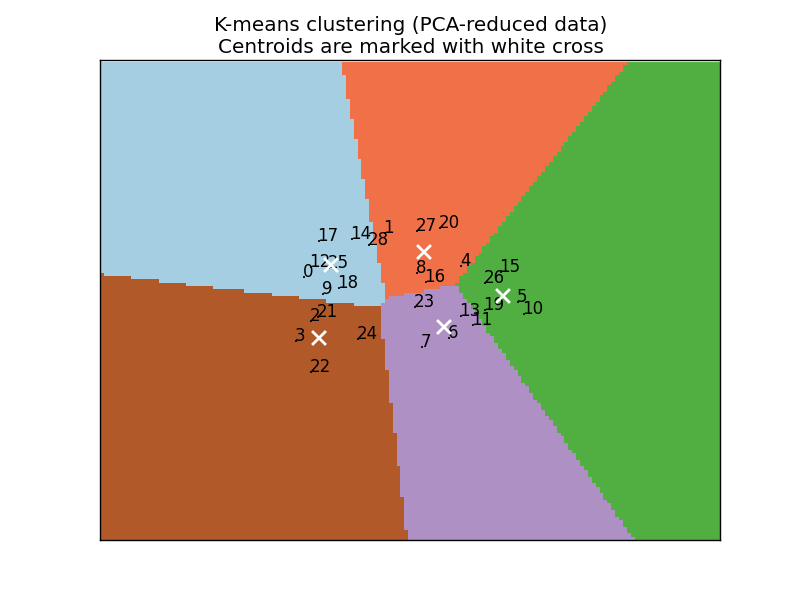 K-means clustering (PCA-reduced data)
Centroids are marked with white cross
1 27 20
17 14 28
12 25 0
8 4 15
9 18 16 26
23 5
2 21 13 19 10
11
3 24 7 6
22